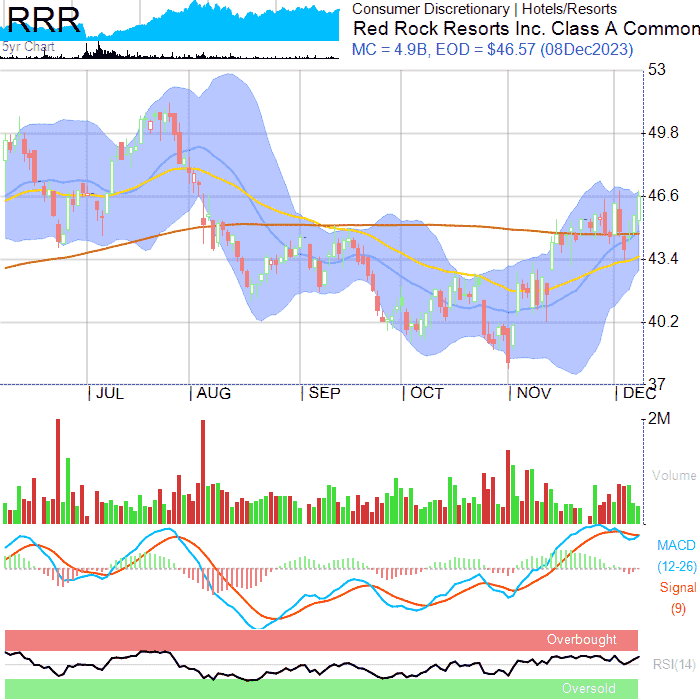 RRR
5yr Chart
Consumer Discretionary | Hotels/Resorts
Red Rock Resorts Inc. Class A Common
MC = 4.9B, EOD = $46.57 (08Dec2023)
53
49.8
46.6
43.4
40.2
37
| JUL | AUG | SEP | OCT | NOV | DEC
2M
Volume
MACD
(12-26)
Signal
(9)
Overbought
RSI(14)
Oversold